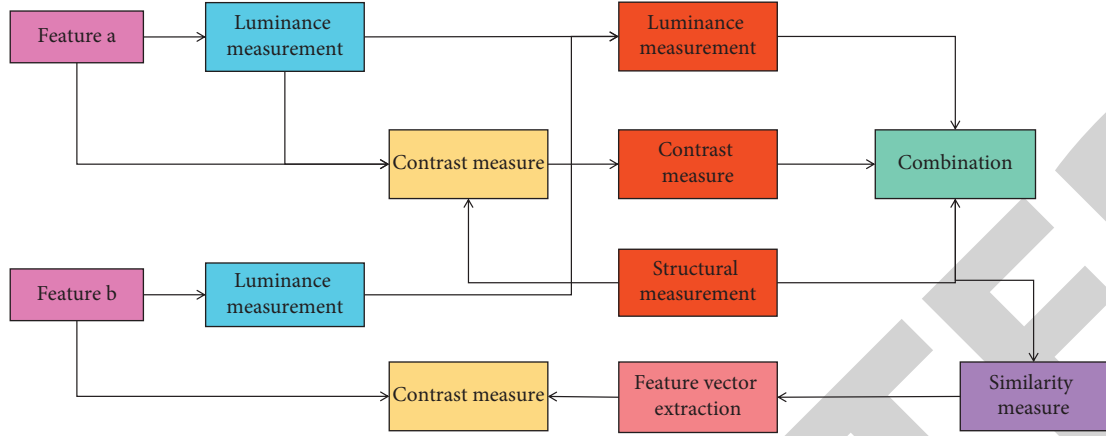 Feature a
Luminance
measurement
Luminance
measurement
Contrast measure
Contrast
measure
Combination
Feature b
Luminance
measurement
Structural
measurement
Contrast measure
Feature vector
extraction
Similarity
measure